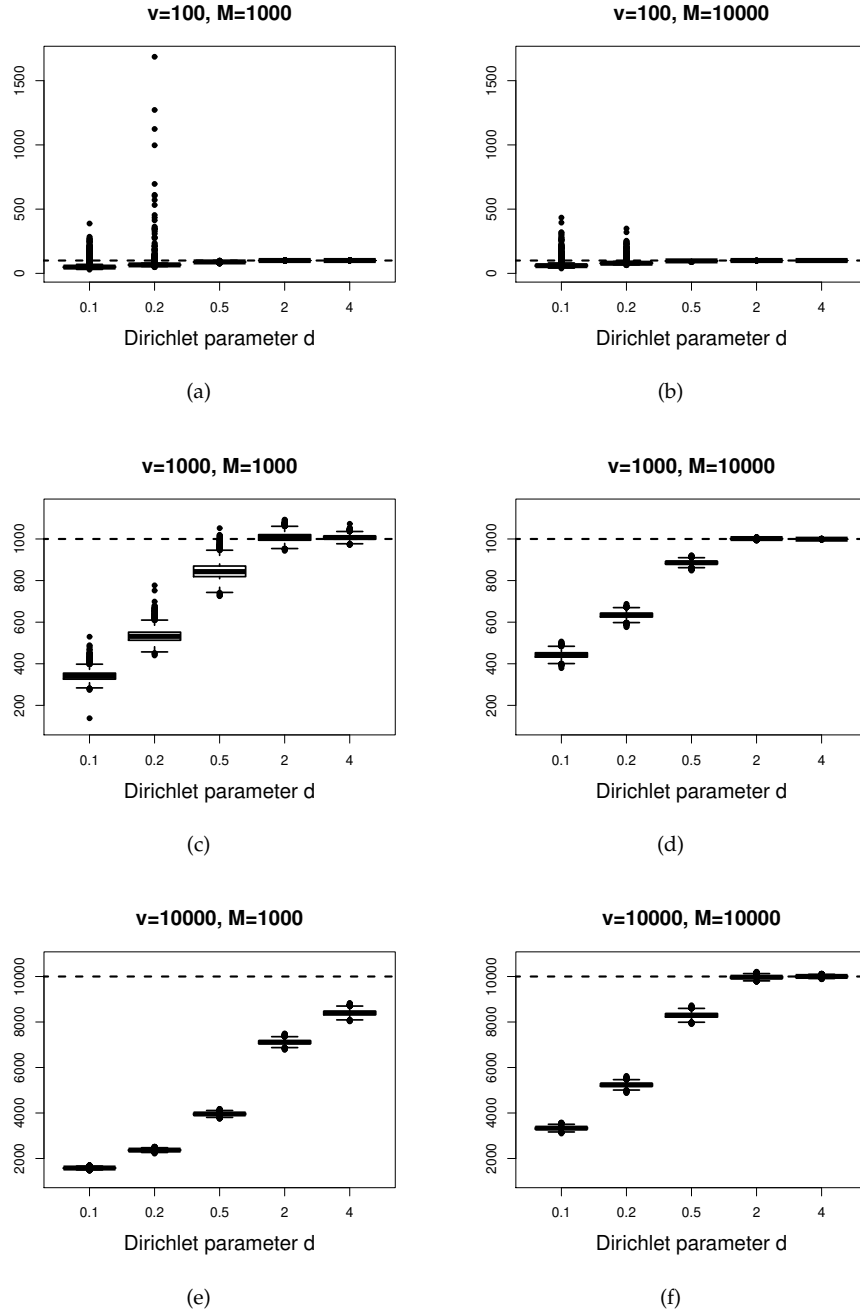 v=100, M=1000
1500
1000
500
0
0.1 0.2 0.5 2 4
Dirichlet parameter d
(a)
v=100, M=10000
1500
1000
500
0
0.1 0.2 0.5 2 4
Dirichlet parameter d
(b)
v=1000, M=1000
1000
800
600
400
200
0.1 0.2 0.5 2 4
Dirichlet parameter d
(c)
v=1000, M=10000
1000
800
600
400
200
0.1 0.2 0.5 2 4
Dirichlet parameter d
(d)
v=10000, M=1000
10000
8000
6000
4000
2000
0.1 0.2 0.5 2 4
Dirichlet parameter d
(e)
v=10000, M=10000
10000
8000
6000
4000
2000
0.1 0.2 0.5 2 4
Dirichlet parameter d
(f)